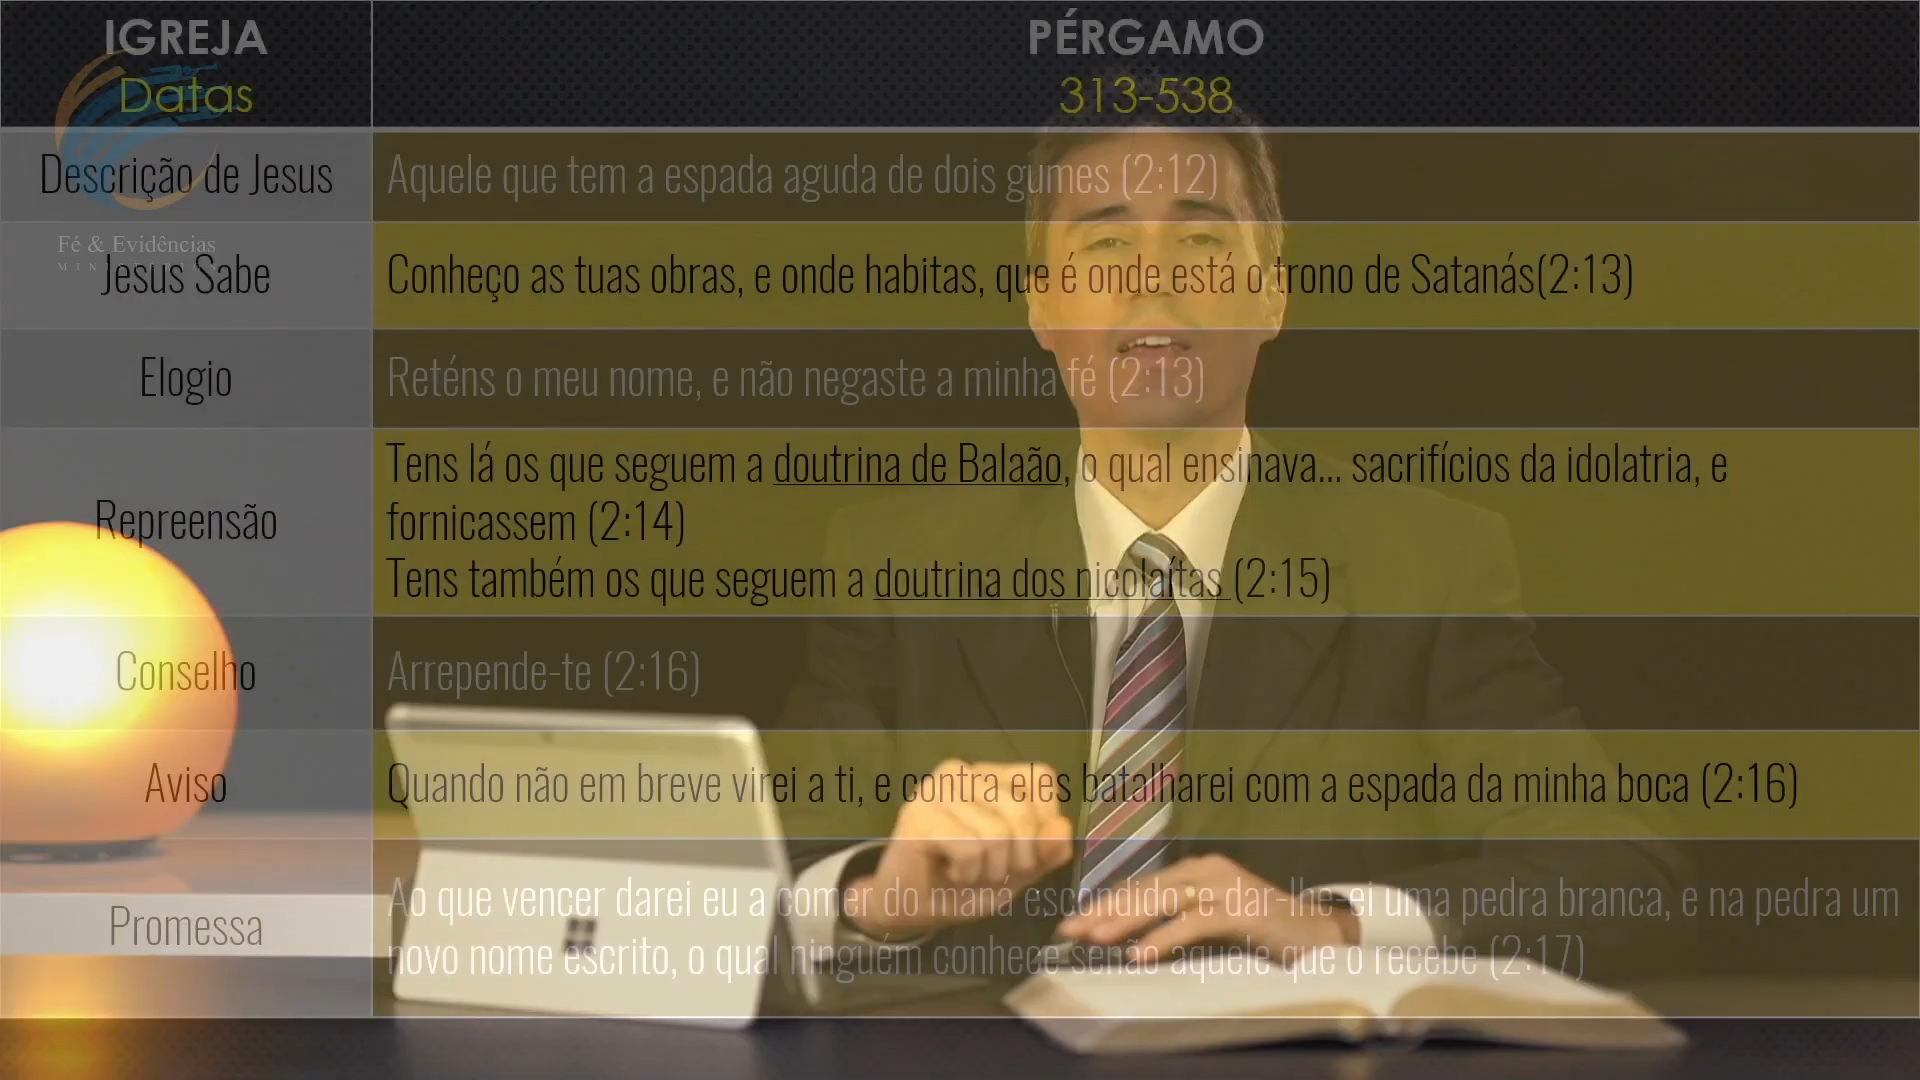 IGREJA
Datas
PÉRGAMO
313-538
Fé & Evidências
Descrição de Jesus
Aquele que tem a espada aguda de dois gumes (2:12)
Jesus Sabe
Conheço as tuas obras, e onde habitas, que é onde está o trono de Satanás(2:13)
Elogio
Reténs o meu nome, e não negaste a minha fé (2:13)
Repreensão
Tens lá os que seguem a doutrina de Balaão, o qual ensinava... sacrifícios da idolatria, e
fornicassem (2:14)
Tens também os que seguem a doutrina dos nicolaítas (2:15)
Conselho
Arrepende-te (2:16)
Aviso
Quando não em breve virei a ti, e contra eles batalharei com a espada da minha boca (2:16)
Promessa
Ao que vencer darei eu a comer do maná escondido, e dar-lhe-ei uma pedra branca, e na pedra um
novo nome escrito, o qual ninguém conhece senão aquele que o recebe (2:17)